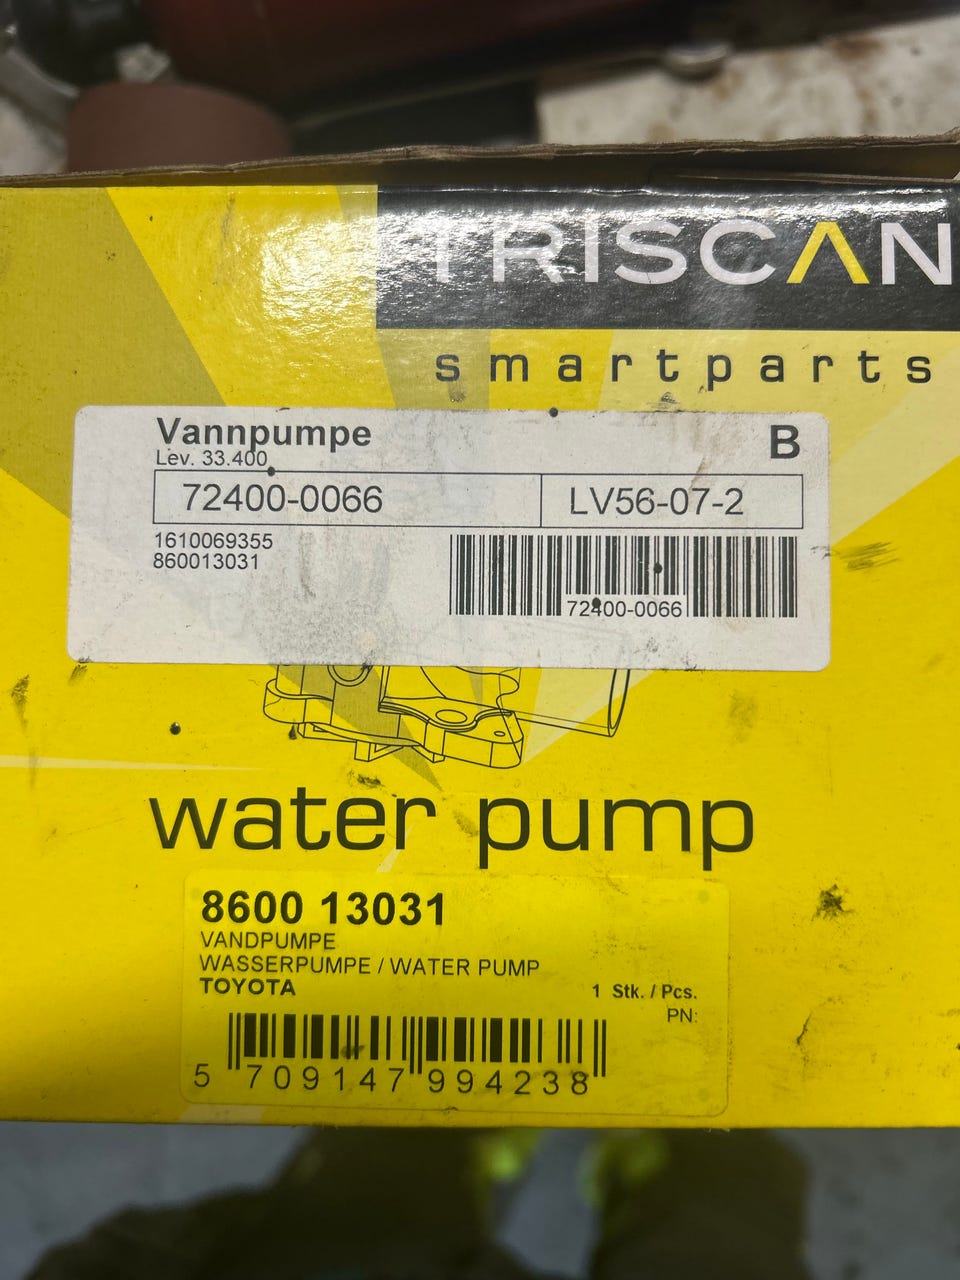 TRISCAN
smartparts
Vannpumpe
B
Lev. 33.400
72400-0066
LV56-07-2
1610069355
860013031
72400-0066
water pump
8600 13031
VANDPUMPE
WASSERPUMPE / WATER PUMP
TOYOTA
1 Stk. / Pcs.
PN:
5 709147 994238